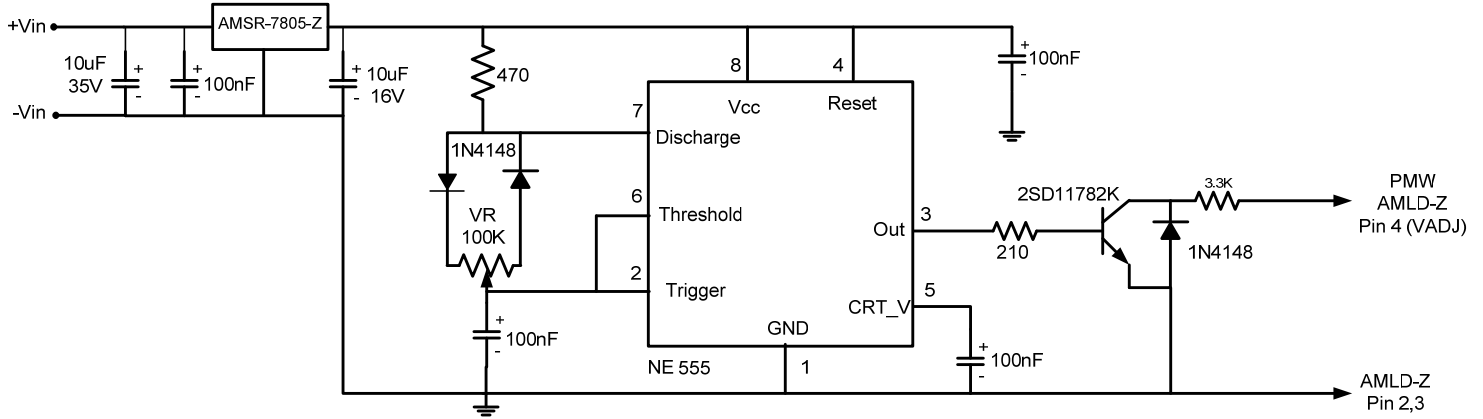 +Vin
AMSR-7805-Z
10uF
35V
+
-
+
-
100nF
+
-
10uF
16V
-Vin
470
8
4
Vcc
Reset
+
-
100nF
7
Discharge
1N4148
6
Threshold
VR
100K
2
Trigger
+
-
100nF
3
Out
210
2SD11782K
3.3K
1N4148
PMW
AMLD-Z
Pin 4 (VADJ)
5
CRT_V
GND
1
NE 555
+
-
100nF
AMLD-Z
Pin 2,3